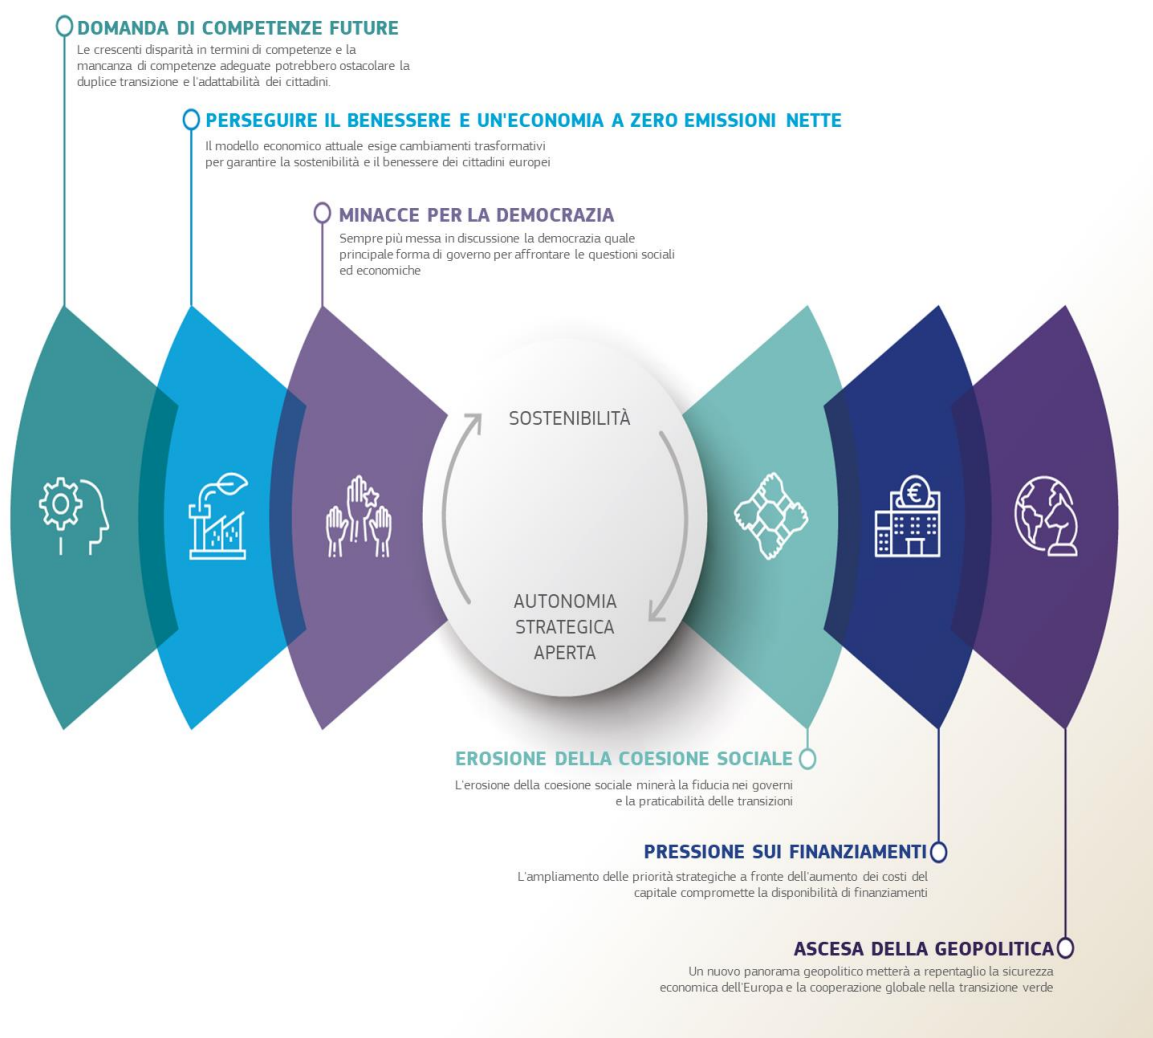 DOMANDA DI COMPETENZE FUTURE
Le crescenti disparità in termini di competenze e la
mancanza di competenze adeguate potrebbero ostacolare la
duplice transizione e l'adattabilità dei cittadini.
PERSEGUIRE IL BENESSERE E UN'ECONOMIA A ZERO EMISSIONI NETTE
Il modello economico attuale esige cambiamenti trasformativi
per garantire la sostenibilità e il benessere dei cittadini europei
MINACCE PER LA DEMOCRAZIA
Sempre più messa in discussione la democrazia quale
principale forma di governo per affrontare le questioni sociali
ed economiche
SOSTENIBILITÀ
AUTONOMIA
STRATEGICA
APERTA
€
EROSIONE DELLA COESIONE SOCIALE
L'erosione della coesione sociale minerà la fiducia nei governi
e la praticabilità delle transizioni
PRESSIONE SUI FINANZIAMENTI
L'ampliamento delle priorità strategiche a fronte dell'aumento dei costi del
capitale compromette la disponibilità di finanziamenti
ASCESA DELLA GEOPOLITICA
Un nuovo panorama geopolitico metterà a repentaglio la sicurezza
economica dell'Europa e la cooperazione globale nella transizione verde